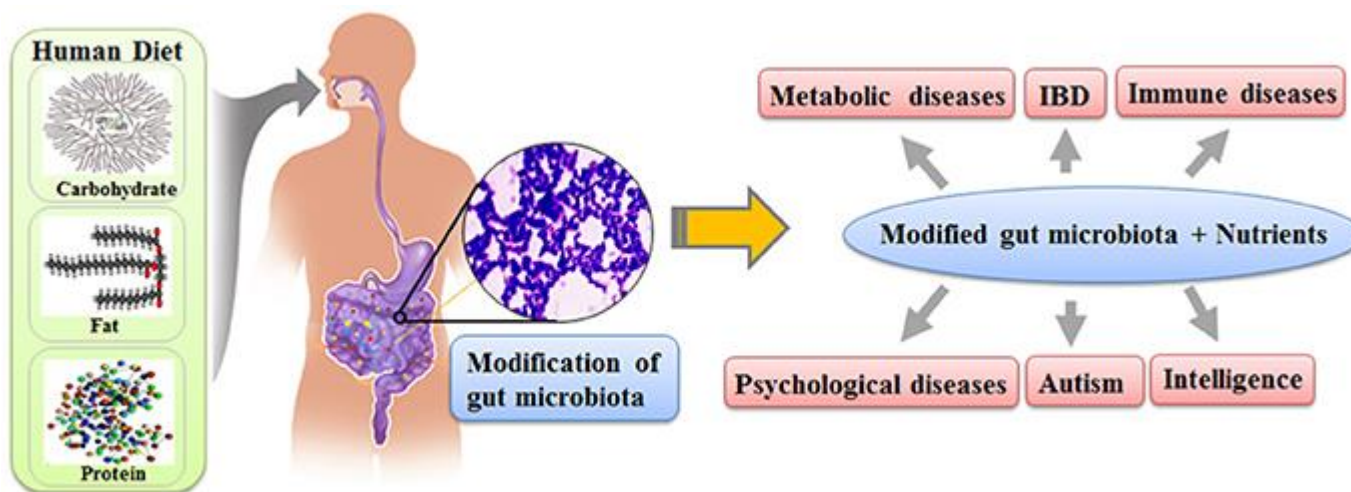 Human Diet
Carbohydrate
Fat
Protein
Modification of
gut microbiota
Metabolic diseases
IBD
Immune diseases
Modified gut microbiota + Nutrients
Psychological diseases
Autism
Intelligence